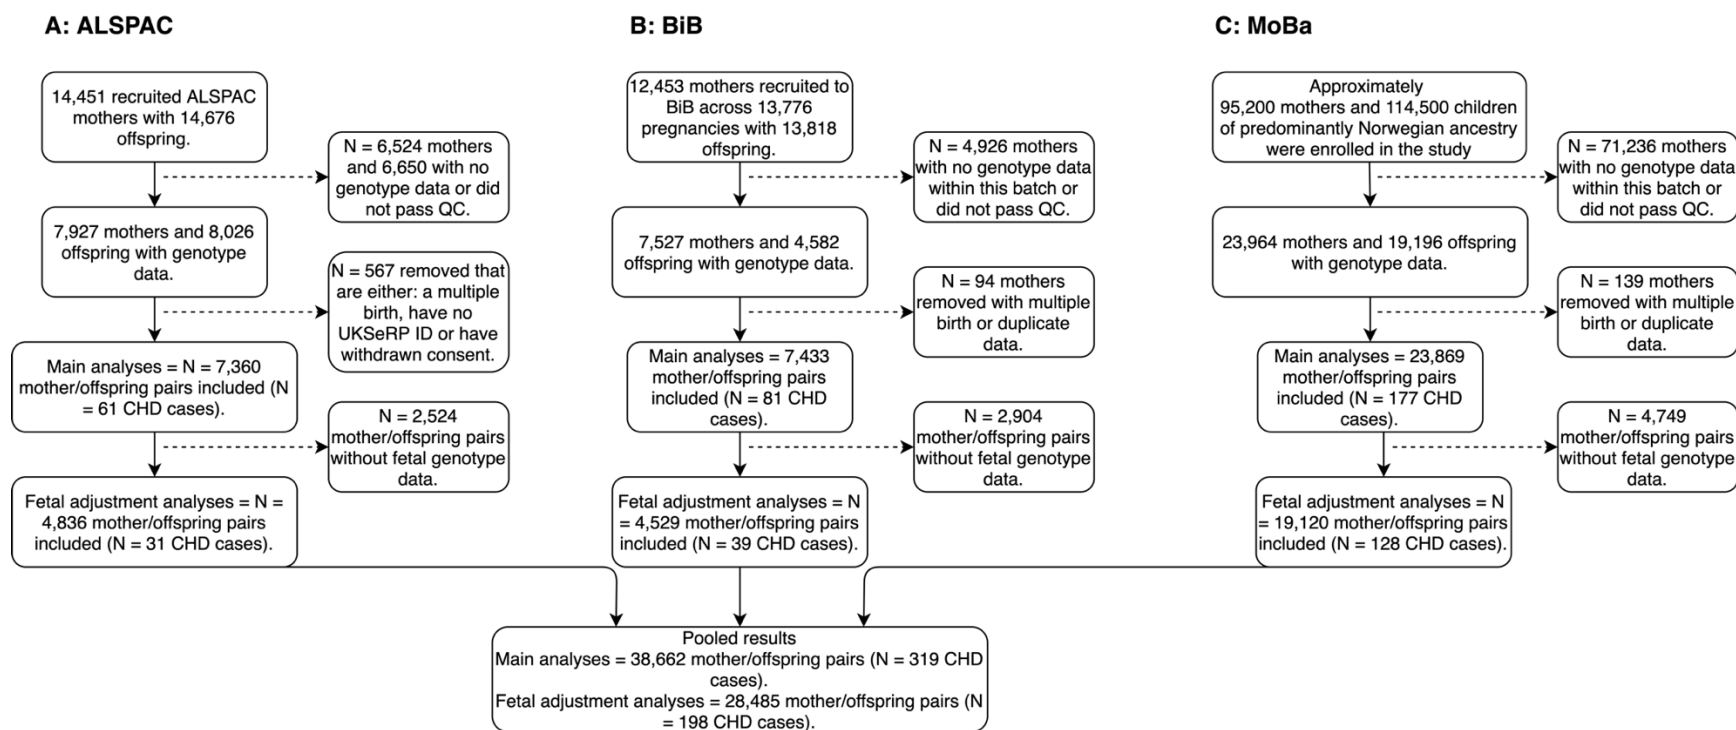 A: ALSPAC
14,451 recruited ALSPAC
mothers with 14,676
offspring.
N = 6,524 mothers
and 6,650 with no
genotype data or did
not pass QC.
7,927 mothers and 8,026
offspring with genotype
data.
N = 567 removed that
are either: a multiple
birth, have no
UKSeRP ID or have
withdrawn consent.
Main analyses = N = 7,360
mother/offspring pairs included (N
= 61 CHD cases).
N = 2,524
mother/offspring pairs
without fetal genotype
data.
Fetal adjustment analyses = N =
4,836 mother/offspring pairs
included (N = 31 CHD cases).
B: BiB
12,453 mothers recruited to
BiB across 13,776
pregnancies with 13,818
offspring.
N = 4,926 mothers
with no genotype data
within this batch or
did not pass QC.
7,527 mothers and 4,582
offspring with genotype data.
N = 94 mothers
removed with multiple
birth or duplicate
data.
Main analyses = 7,433
mother/offspring pairs
included (N = 81 CHD
cases).
N = 2,904
mother/offspring pairs
without fetal genotype
data.
Fetal adjustment analyses = N
= 4,529 mother/offspring pairs
included (N = 39 CHD cases).
C: MoBa
Approximately
95,200 mothers and 114,500 children
of predominantly Norwegian ancestry
were enrolled in the study
N = 71,236 mothers
with no genotype data
within this batch or
did not pass QC.
23,964 mothers and 19,196 offspring
with genotype data.
N = 139 mothers
removed with multiple
birth or duplicate
data.
Main analyses = 23,869
mother/offspring pairs
included (N = 177 CHD
cases).
N = 4,749
mother/offspring pairs
without fetal genotype
data.
Fetal adjustment analyses = N
= 19,120 mother/offspring pairs
included (N = 128 CHD cases).
Pooled results
Main analyses = 38,662 mother/offspring pairs (N = 319 CHD
cases).
Fetal adjustment analyses = 28,485 mother/offspring pairs (N
= 198 CHD cases).